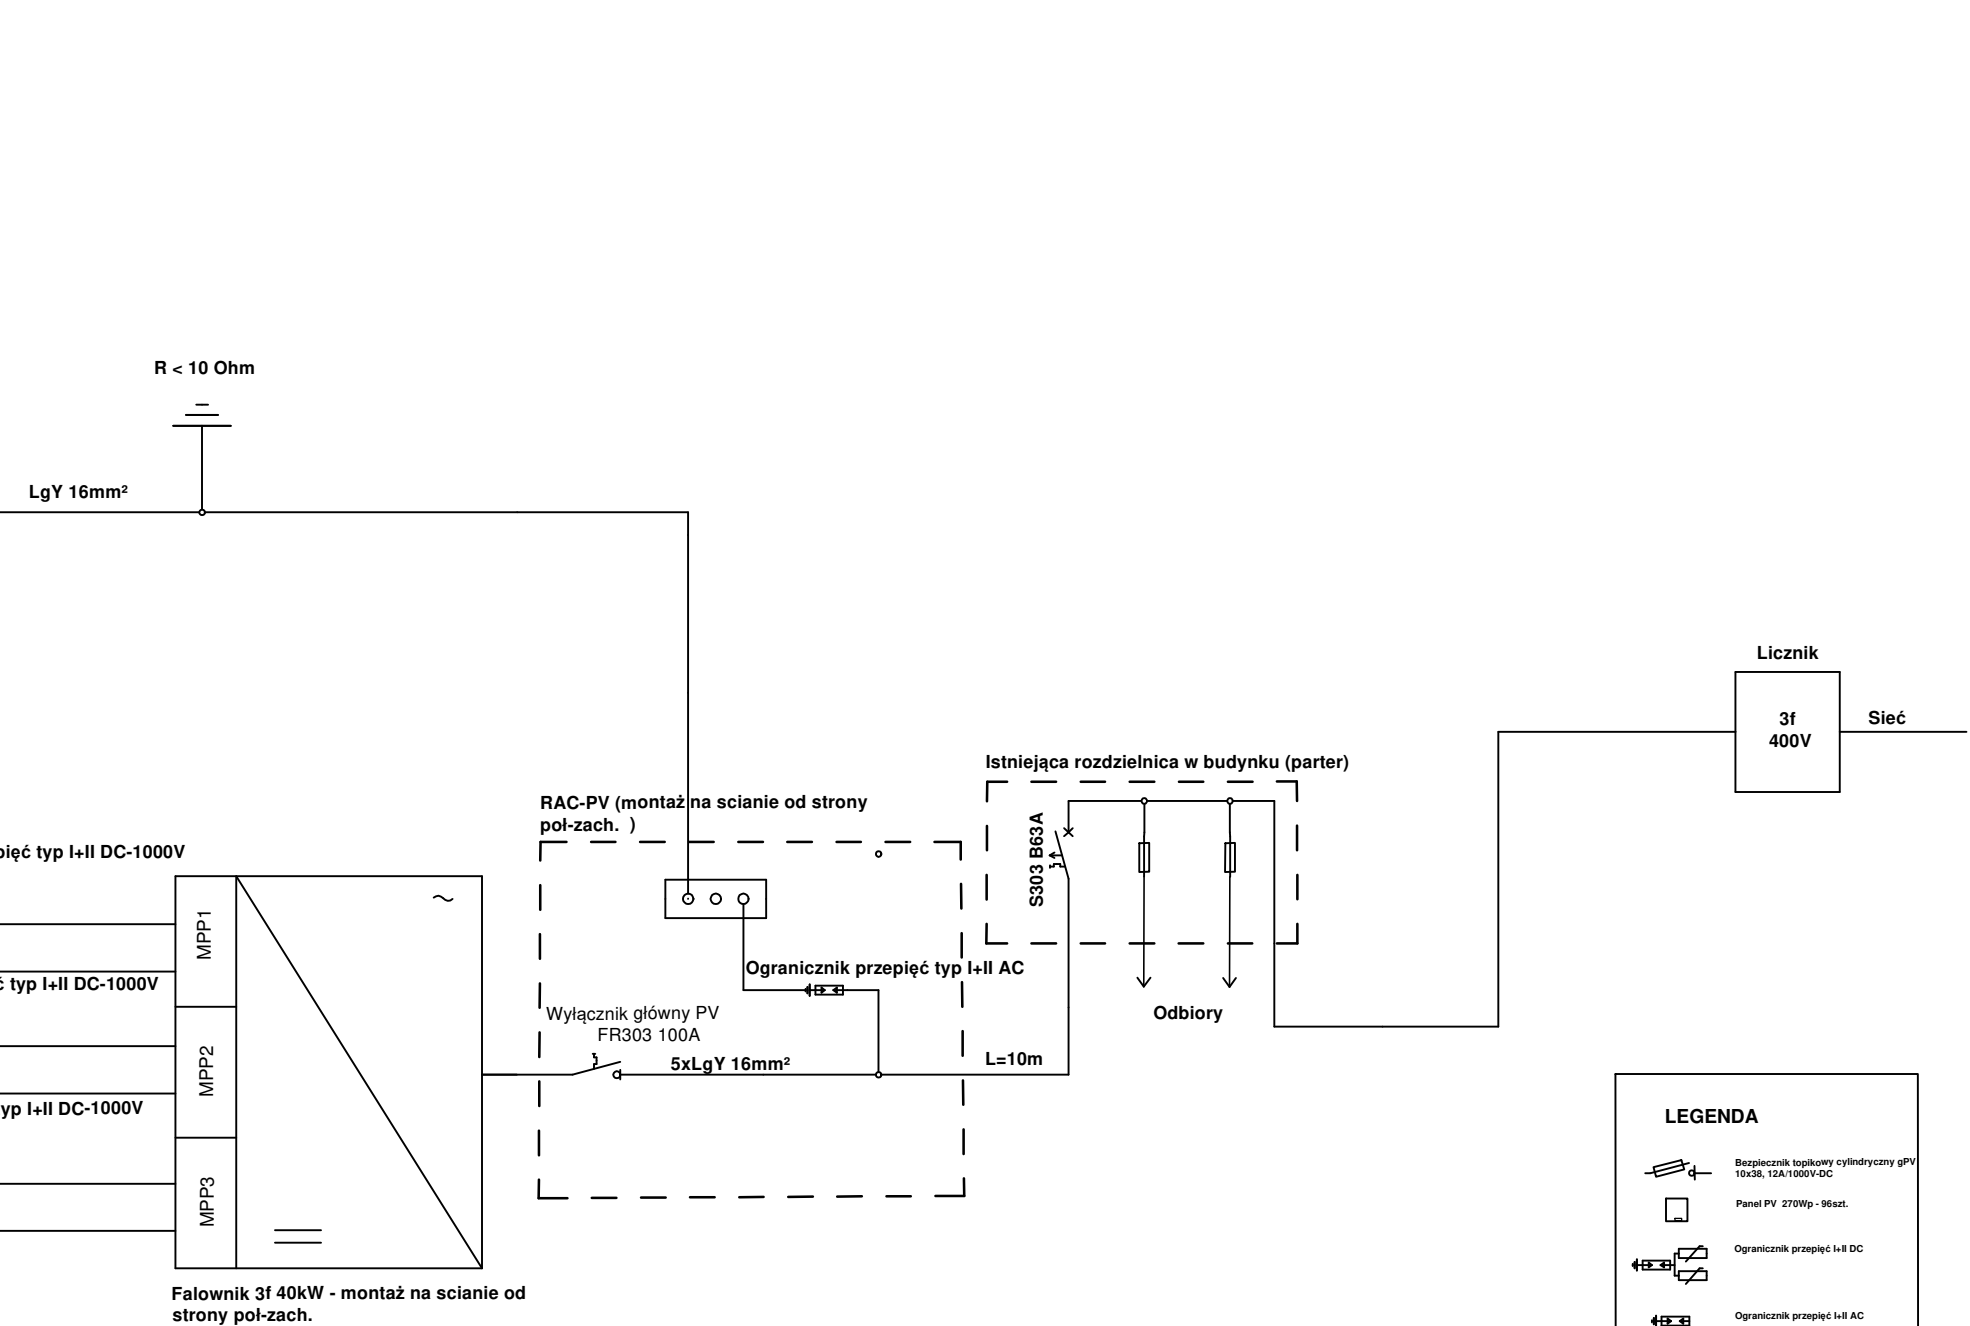 R < 10 Ohm
LgY 16mm²
Licznik
3f
400V
Sieć
Istniejąca rozdzielnica w budynku (parter)
RAC-PV (montaż na scianie od strony
poł-zach. )
S303 B63A
pięć typ I+II DC-1000V
MPP1
~
Ogranicznik przepięć typ I+II AC
ć typ I+II DC-1000V
Wyłącznik główny PV
FR303 100A
Odbiory
5xLgY 16mm²
L=10m
MPP2
yp I+II DC-1000V
MPP3
Falownik 3f 40kW - montaż na scianie od
strony poł-zach.
LEGENDA
Bezpiecznik topikowy cylindryczny gPV
10x38, 12A/1000V-DC
Panel PV 270Wp - 96szt.
Ogranicznik przepięć I+II DC
Ogranicznik przepięć I+II AC